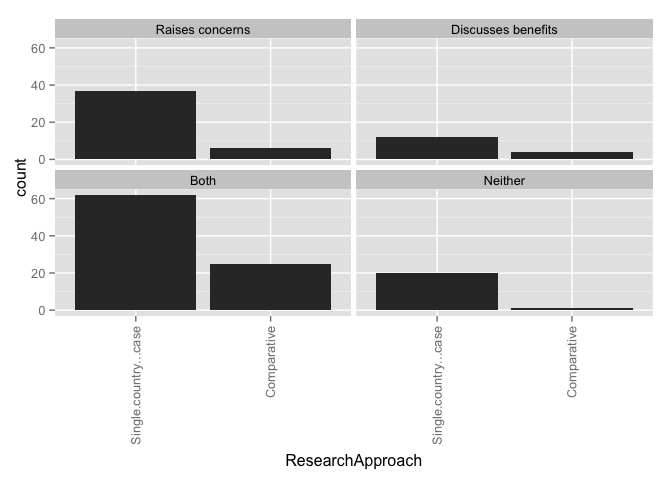 Raises concerns
Discusses benefits
60
40
20
0
Both
Neither
60
40
20
0
count
Single.country...case
Comparative
Single.country...case
Comparative
ResearchApproach